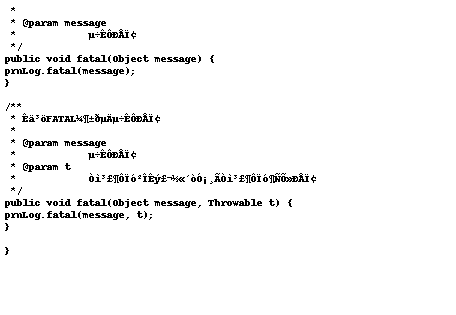 *
* @param message
* µ÷ÊÔÐÅÏ¢
*/
public void fatal(Object message) {
prnLog.fatal(message);
}
/**
* Êä³öFATAL¼¶±ðµÄµ÷ÊÔÐÅÏ¢
*
* @param message
* µ÷ÊÔÐÅÏ¢
* @param t
* Òì³£¶ÔÏó²ÎÊý£¬½«´òÓ¡¸ÃÒì³£¶ÔÏó¶ÑÕ»ÐÅÏ¢
*/
public void fatal(Object message, Throwable t) {
prnLog.fatal(message, t);
}
}